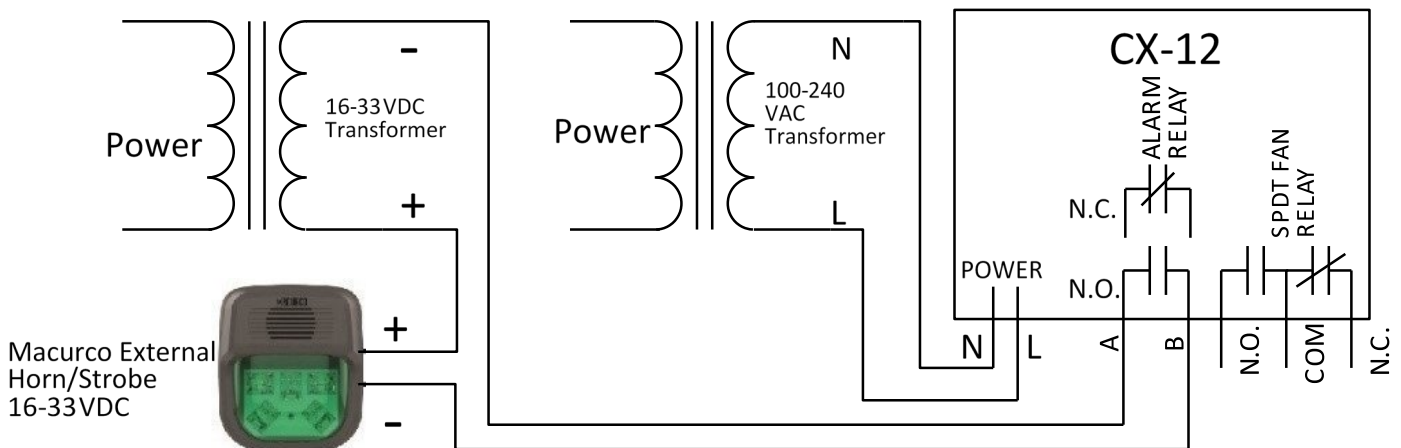 Power
-
16-33VDC
Transformer
+
Macurco External
Horn/Strobe
16-33VDC
+
-
Power
N
100-240
VAC
Transformer
L
CX-12
ALARM
RELAY
N.C.
N.O.
SPDT FAN
RELAY
POWER
N
L
A
B
N.O.
COM
N.C.